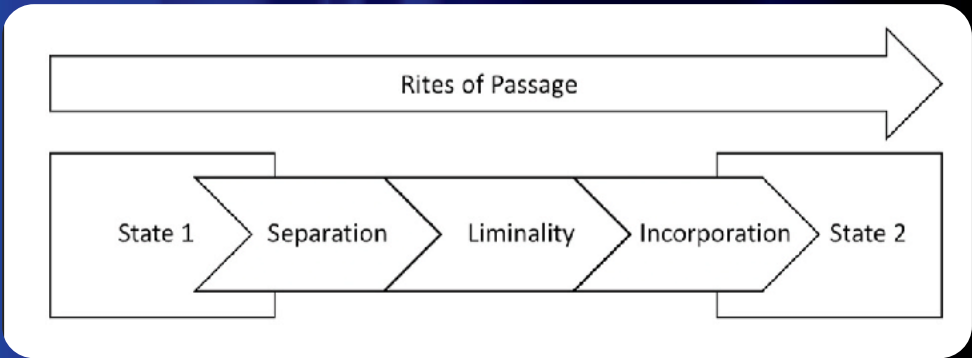 Rites of Passage
State 1 Separation Liminality Incorporation State 2